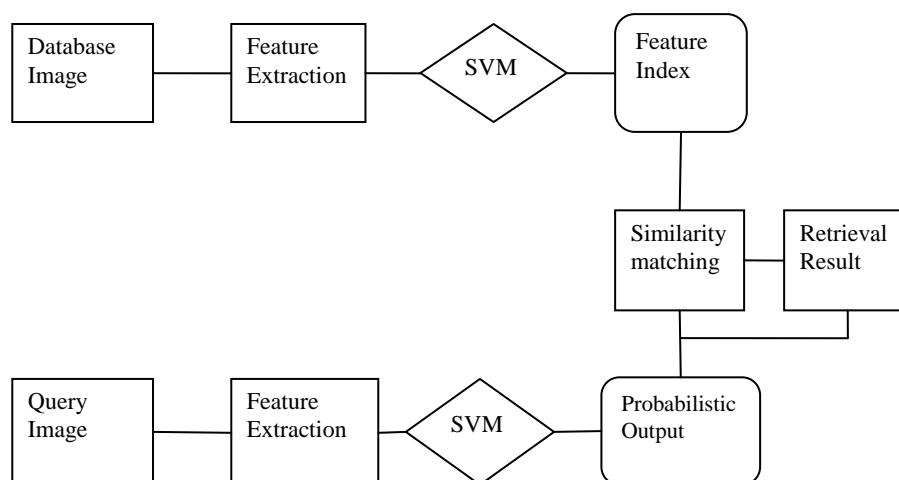 Database
Image
Feature
Extraction
SVM
Feature
Index
Similarity
matching
Retrieval
Result
Query
Image
Feature
Extraction
SVM
Probabilistic
Output